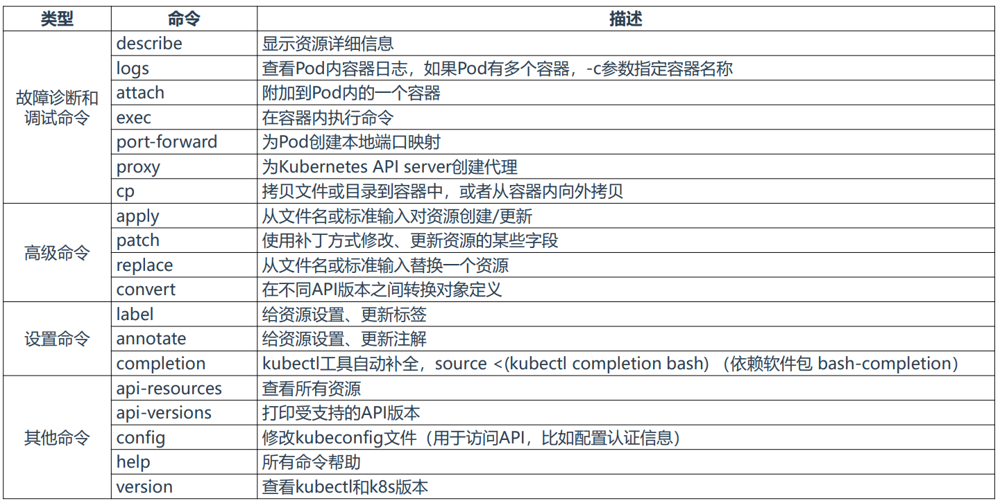 类型 命令 描述
故障诊断和
调试命令
describe 显示资源详细信息
logs 查看Pod内容器日志，如果Pod有多个容器，-c参数指定容器名称
attach 附加到Pod内的一个容器
exec 在容器内执行命令
port-forward 为Pod创建本地端口映射
proxy 为Kubernetes API server创建代理
cp 拷贝文件或目录到容器中，或者从容器内向外拷贝
高级命令
apply 从文件名或标准输入对资源创建/更新
patch 使用补丁方式修改、更新资源的某些字段
replace 从文件名或标准输入替换一个资源
convert 在不同API版本之间转换对象定义
设置命令
label 给资源设置、更新标签
annotate 给资源设置、更新注解
completion kubectl工具自动补全，source <(kubectl completion bash) （依赖软件包 bash-completion）
其他命令
api-resources 查看所有资源
api-versions 打印受支持的API版本
config 修改kubeconfig文件（用于访问API，比如配置认证信息）
help 所有命令帮助
version 查看kubectl和k8s版本